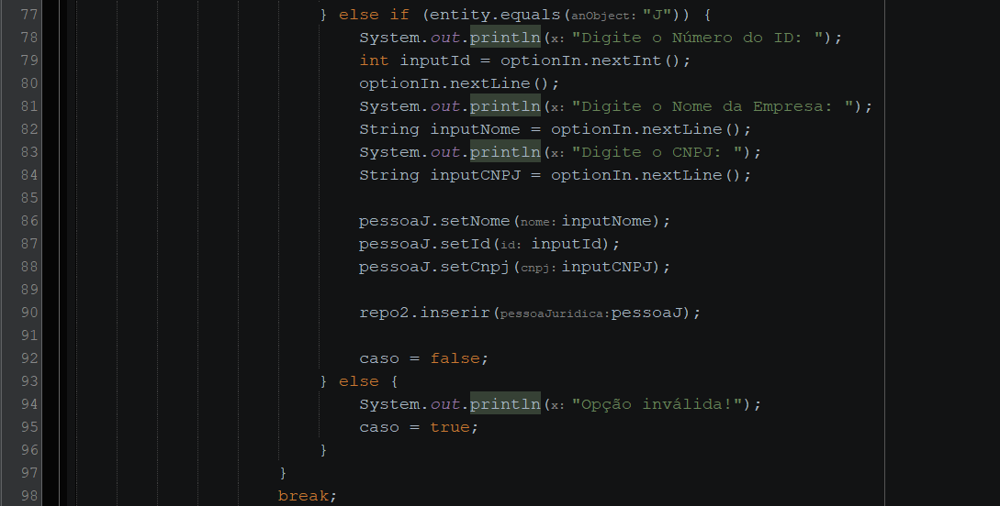 77 } else if (entity.equals(anObject: "J")) {
78 System.out.println(x: "Digite o Número do ID: ");
79 int inputId = optionIn.nextInt();
80 optionIn.nextLine();
81 System.out.println(x: "Digite o Nome da Empresa: ");
82 String inputNome = optionIn.nextLine();
83 System.out.println(x: "Digite o CNPJ: ");
84 String inputCNPJ = optionIn.nextLine();
85
86 pessoaJ.setNome(nome: inputNome);
87 pessoaJ.setId(id: inputId);
88 pessoaJ.setCnpj(cnpj: inputCNPJ);
89
90 repo2.inserir(pessoaJuridica: pessoaJ);
91
92 caso = false;
93 } else {
94 System.out.println(x: "Opção inválida!");
95 caso = true;
96 }
97 }
98 break;